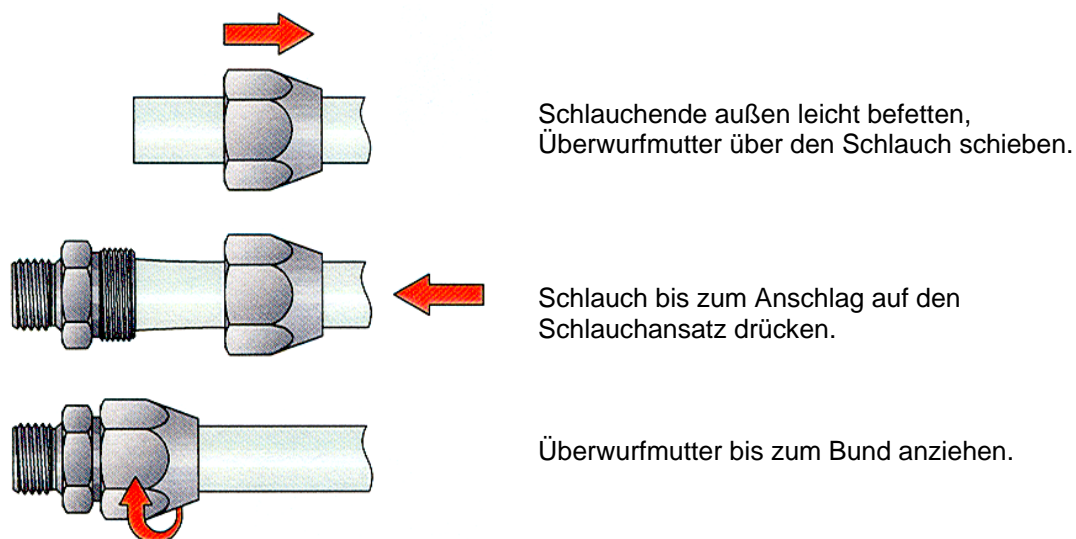 Schlauchende außen leicht befetten,
Überwurfmutter über den Schlauch schieben.
Schlauch bis zum Anschlag auf den
Schlauchansatz drücken.
Überwurfmutter bis zum Bund anziehen.